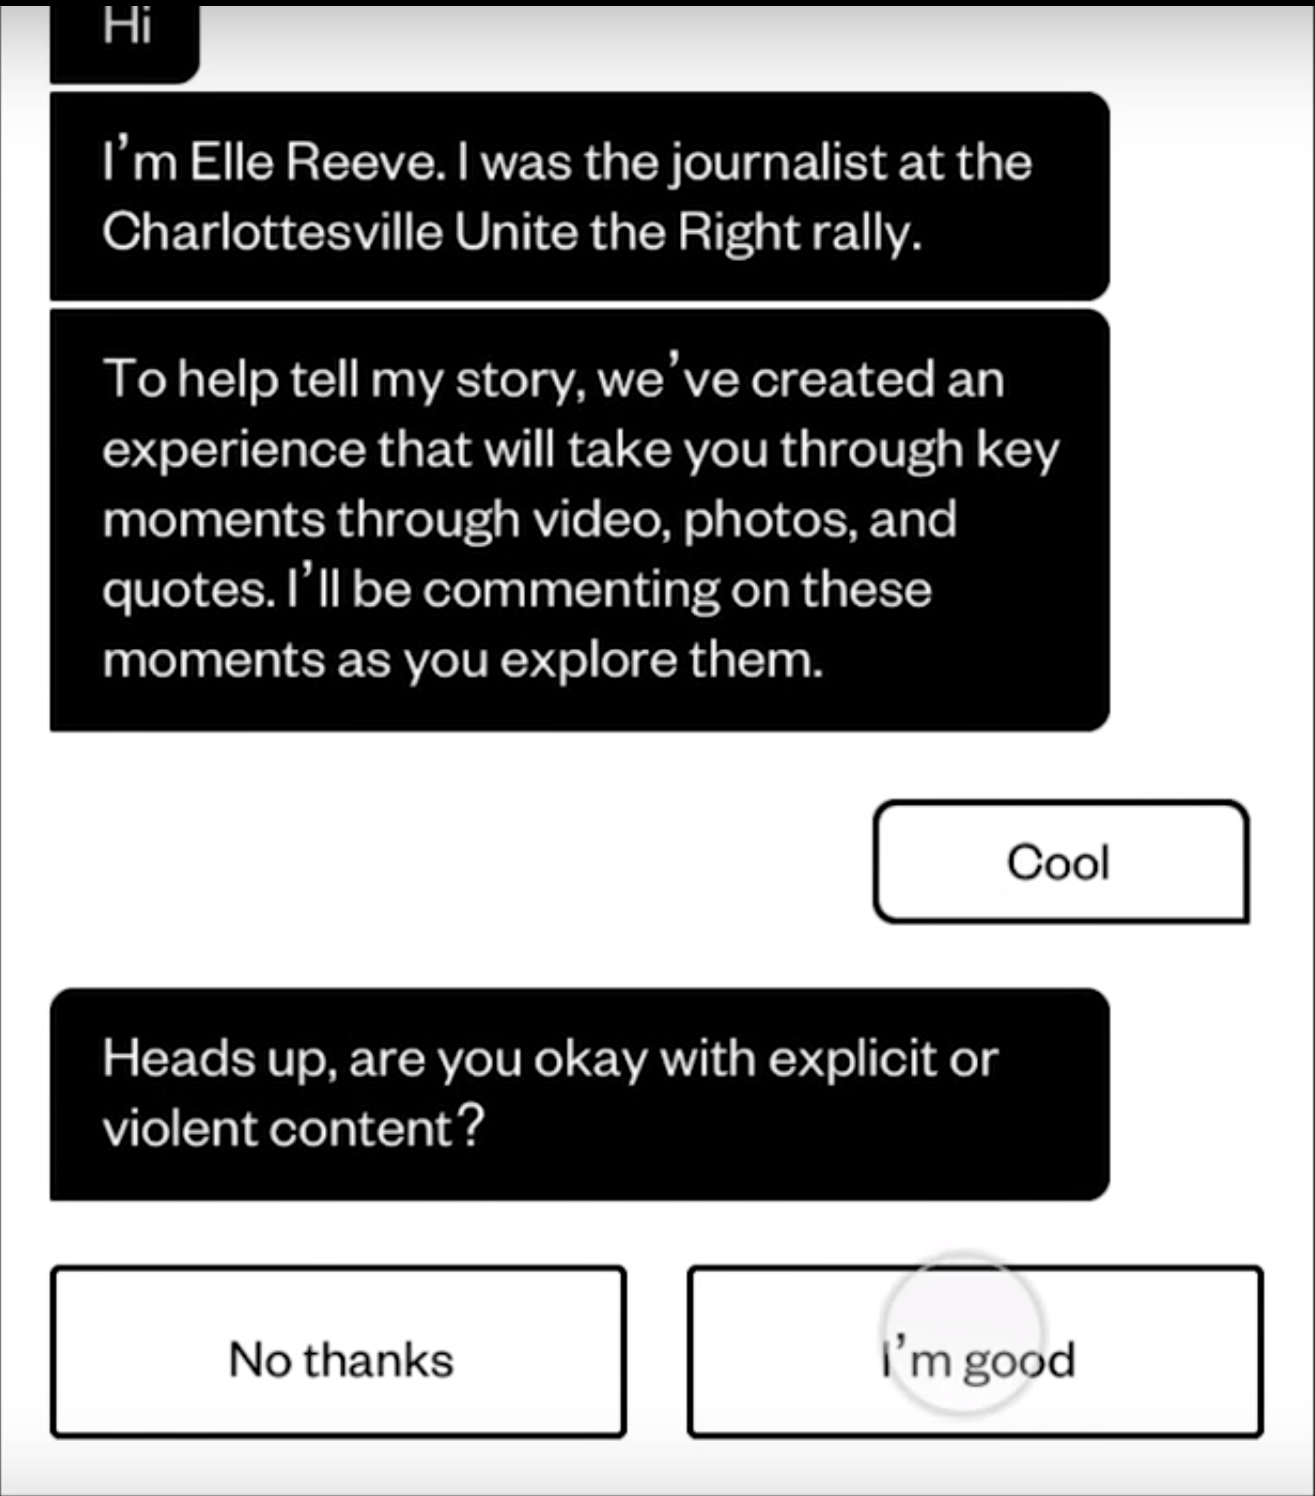 Hi
I’m Elle Reeve. I was the journalist at the
Charlottesville Unite the Right rally.
To help tell my story, we’ve created an
experience that will take you through key
moments through video, photos, and
quotes. I’ll be commenting on these
moments as you explore them.
Cool
Heads up, are you okay with explicit or
violent content?
No thanks
I’m good